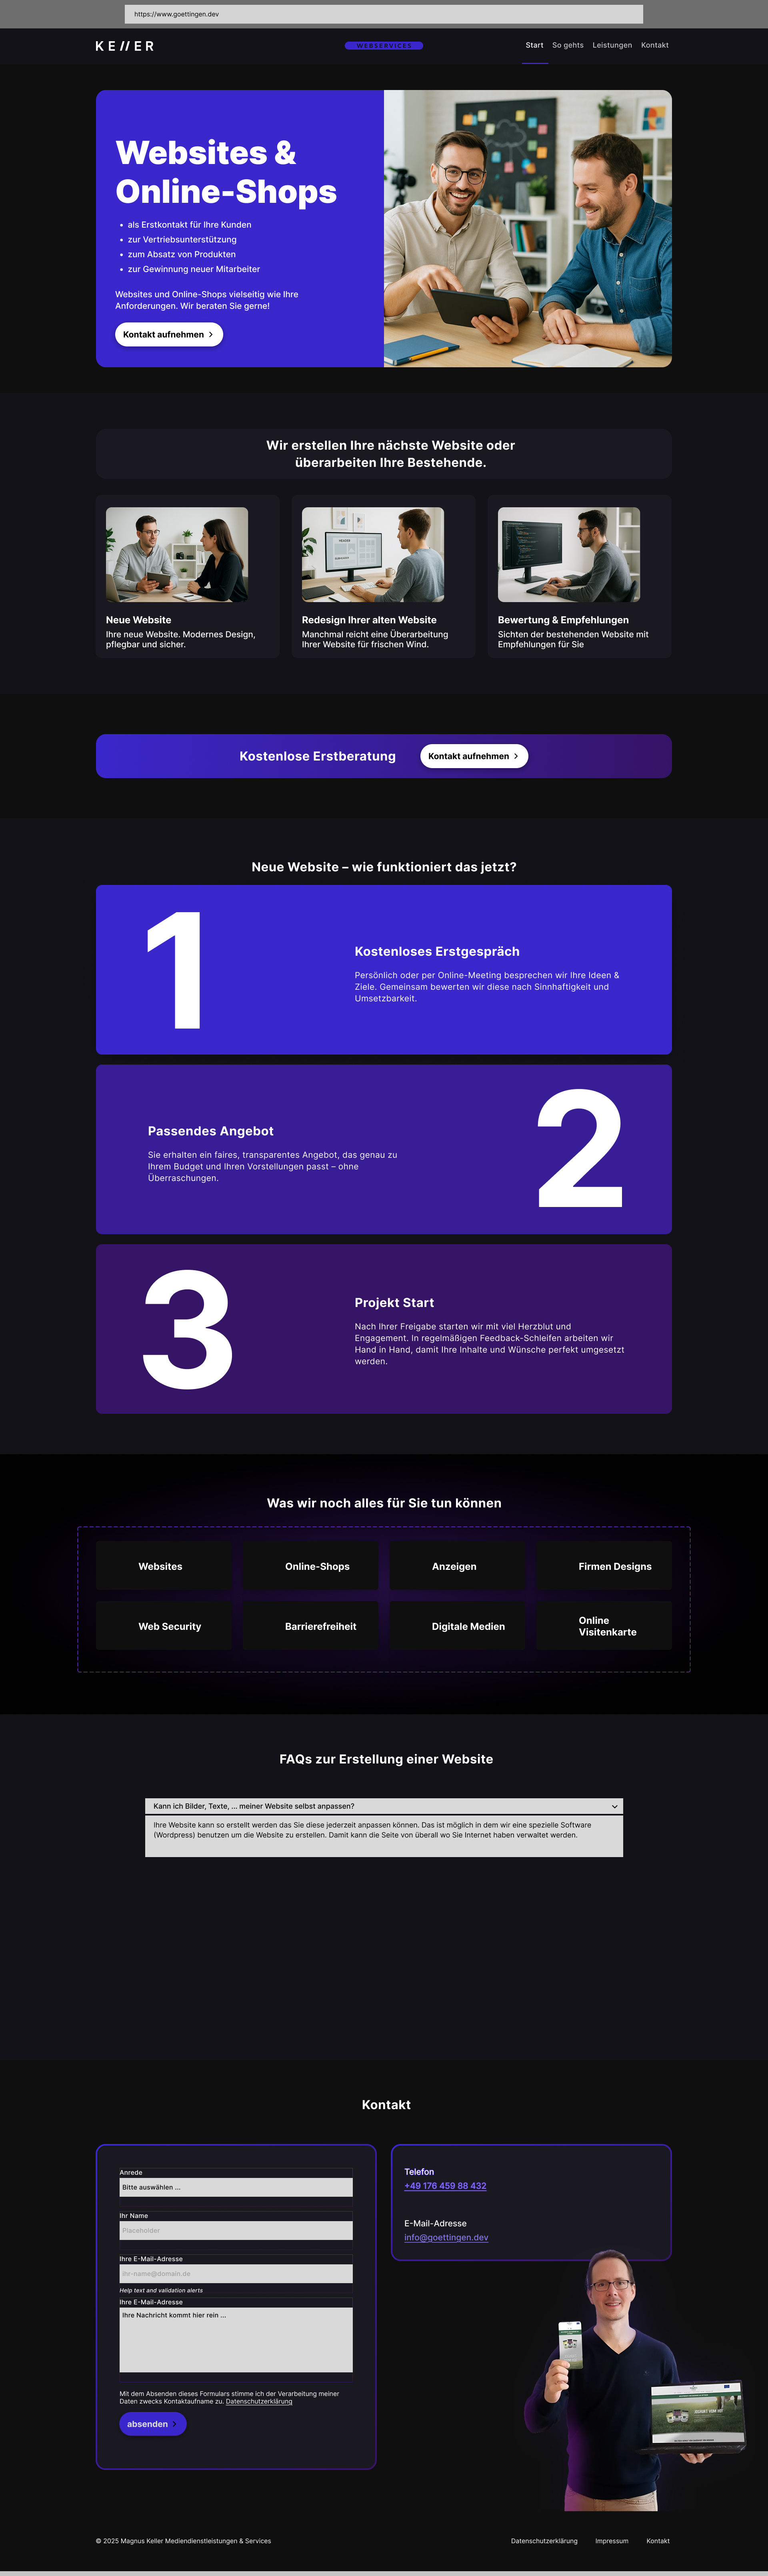 https://www.goettingen.dev
KE//ER
WEBSERVICES
Start So gehts Leistungen Kontakt
Websites &
Online-Shops
• als Erstkontakt für Ihre Kunden
• zur Vertriebsunterstützung
• zum Absatz von Produkten
• zur Gewinnung neuer Mitarbeiter
Websites und Online-Shops vielseitig wie Ihre
Anforderungen. Wir beraten Sie gerne!
Kontakt aufnehmen
Wir erstellen Ihre nächste Website oder
überarbeiten Ihre Bestehende.
Neue Website
Ihre neue Website. Modernes Design,
pflegbar und sicher.
Redesign Ihrer alten Website
Manchmal reicht eine Überarbeitung
Ihrer Website für frischen Wind.
Bewertung & Empfehlungen
Sichten der bestehenden Website mit
Empfehlungen für Sie
Kostenlose Erstberatung
Kontakt aufnehmen
Neue Website – wie funktioniert das jetzt?
1
Kostenloses Erstgespräch
Persönlich oder per Online-Meeting besprechen wir Ihre Ideen &
Ziele. Gemeinsam bewerten wir diese nach Sinnhaftigkeit und
Umsetzbarkeit.
Passendes Angebot
Sie erhalten ein faires, transparentes Angebot, das genau zu
Ihrem Budget und Ihren Vorstellungen passt – ohne
Überraschungen.
2
3
Projekt Start
Nach Ihrer Freigabe starten wir mit viel Herzblut und
Engagement. In regelmäßigen Feedback-Schleifen arbeiten wir
Hand in Hand, damit Ihre Inhalte und Wünsche perfekt umgesetzt
werden.
Was wir noch alles für Sie tun können
Websites
Online-Shops
Anzeigen
Firmen Designs
Web Security
Barrierefreiheit
Digitale Medien
Online
Visitenkarte
FAQs zur Erstellung einer Website
Kann ich Bilder, Texte, ... meiner Website selbst anpassen?
Ihre Website kann so erstellt werden das Sie diese jederzeit anpassen können. Das ist möglich in dem wir eine spezielle Software
(Wordpress) benutzen um die Website zu erstellen. Damit kann die Seite von überall wo Sie Internet haben verwaltet werden.
Kontakt
Anrede
Bitte auswählen ...
Ihr Name
Placeholder
Ihre E-Mail-Adresse
ihr-name@domain.de
Help text and validation alerts
Ihre E-Mail-Adresse
Ihre Nachricht kommt hier rein ...
Mit dem Absenden dieses Formulars stimme ich der Verarbeitung meiner
Daten zwecks Kontaktaufname zu. Datenschutzerklärung
absenden
Telefon
+49 176 459 88 432
E-Mail-Adresse
info@goettingen.dev
© 2025 Magnus Keller Mediendienstleistungen & Services
Datenschutzerklärung Impressum Kontakt